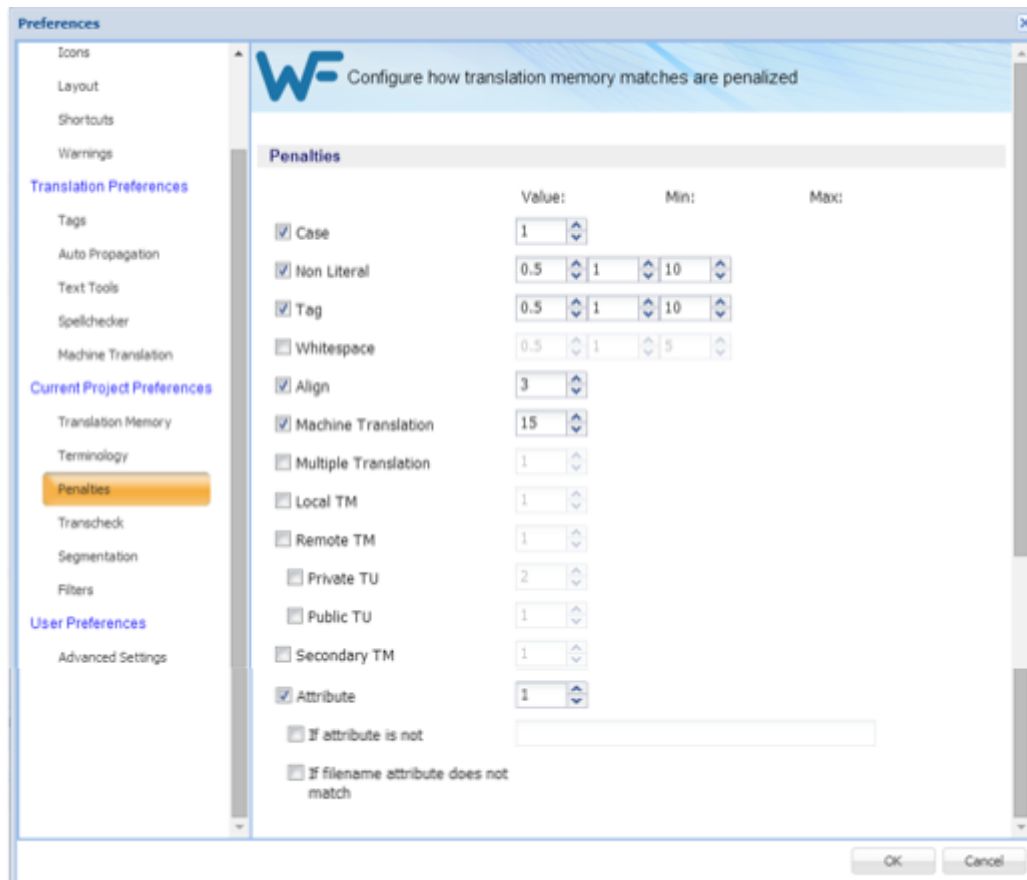 Preferences
Icons
Layout
Shortcuts
Warnings
Translation Preferences
Tags
Auto Propagation
Text Tools
Spellchecker
Machine Translation
Current Project Preferences
Translation Memory
Terminology
Penalties
Transcheck
Segmentation
Filters
User Preferences
Advanced Settings
WF Configure how translation memory matches are penalized
Penalties
Value: Min: Max:
Case 1
Non Literal 0.5 1 10
Tag 0.5 1 10
Whitespace 0.5 1 5
Align 3
Machine Translation 15
Multiple Translation 1
Local TM 1
Remote TM 1
Private TU 2
Public TU 1
Secondary TM 1
Attribute 1
If attribute is not
If filename attribute does not
match
OK Cancel